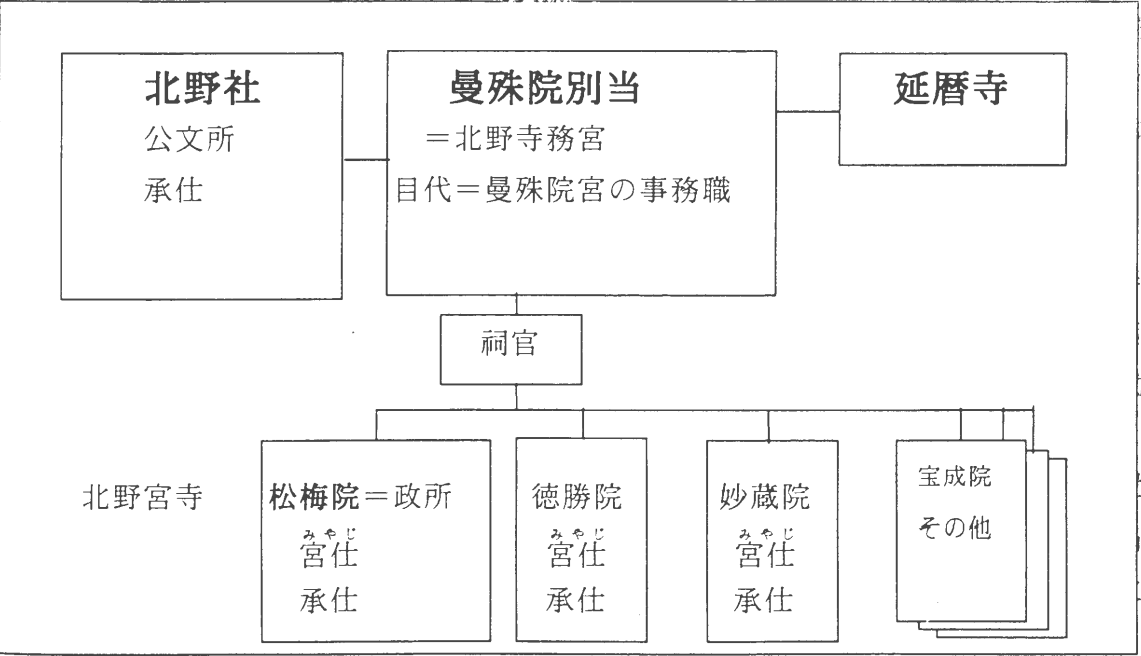 北野社
公文所
承仕
曼殊院別当
＝北野寺務宮
目代＝曼殊院宮の事務職
延暦寺
祠官
北野宮寺
松梅院＝政所
みやじ
宮仕
承仕
徳勝院
みやじ
宮仕
承仕
妙蔵院
みやじ
宮仕
承仕
宝成院
その他